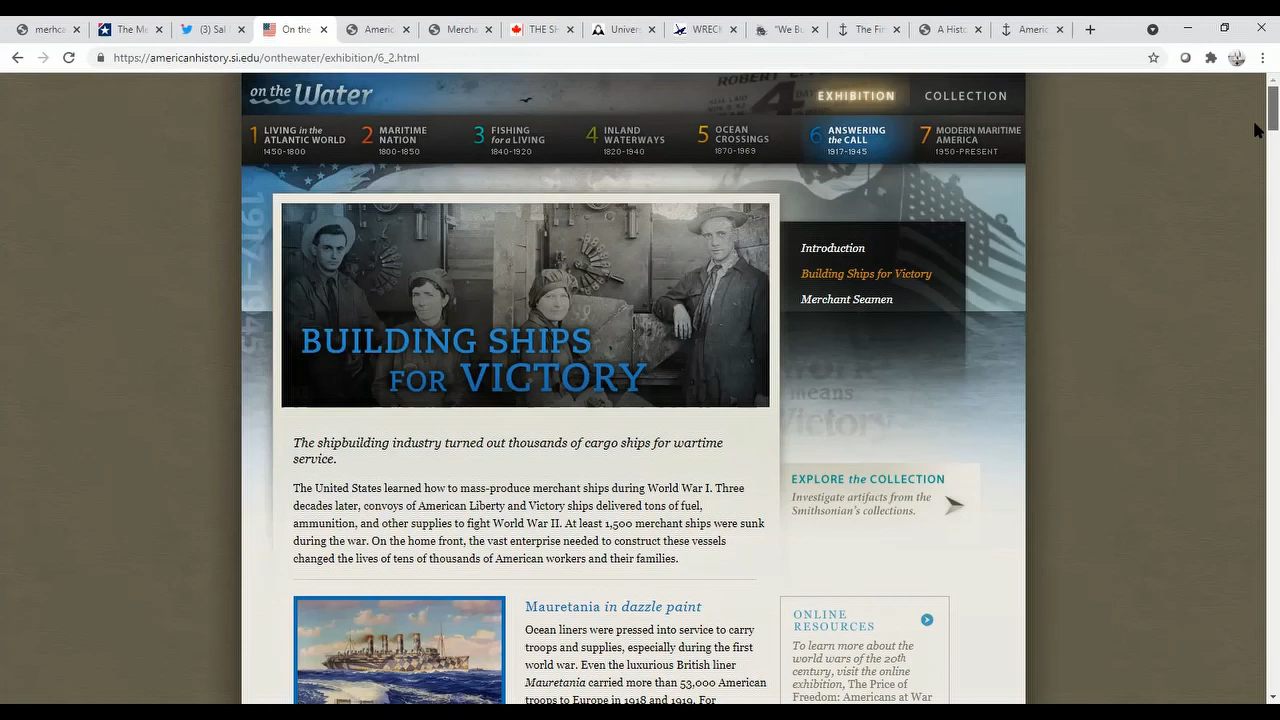 merhca
The Me
(3) Sal
On the
Americ
Mercha
THE SH
Univers
WRECK
"We Bu
The Fir
A Histo
Americ
https://americanhistory.si.edu/onthewater/exhibition/6_2.html
on the Water
EXHIBITION
COLLECTION
1 LIVING in the ATLANTIC WORLD 1450-1800
2 MARITIME NATION 1800-1850
3 FISHING for a LIVING 1840-1920
4 INLAND WATERWAYS 1820-1940
5 OCEAN CROSSINGS 1870-1969
6 ANSWERING the CALL 1917-1945
7 MODERN MARITIME AMERICA 1950-PRESENT
1917-1945
BUILDING SHIPS
FOR VICTORY
Introduction
Building Ships for Victory
Merchant Seamen
means
Victory
The shipbuilding industry turned out thousands of cargo ships for wartime
service.
The United States learned how to mass-produce merchant ships during World War I. Three
decades later, convoys of American Liberty and Victory ships delivered tons of fuel,
ammunition, and other supplies to fight World War II. At least 1,500 merchant ships were sunk
during the war. On the home front, the vast enterprise needed to construct these vessels
changed the lives of tens of thousands of American workers and their families.
EXPLORE the COLLECTION
Investigate artifacts from the
Smithsonian's collections.
Mauretania in dazzle paint
Ocean liners were pressed into service to carry
troops and supplies, especially during the first
world war. Even the luxurious British liner
Mauretania carried more than 53,000 American
troops to Europe in 1918 and 1919. For
ONLINE
RESOURCES
To learn more about the
world wars of the 20th
century, visit the online
exhibition, The Price of
Freedom: Americans at War